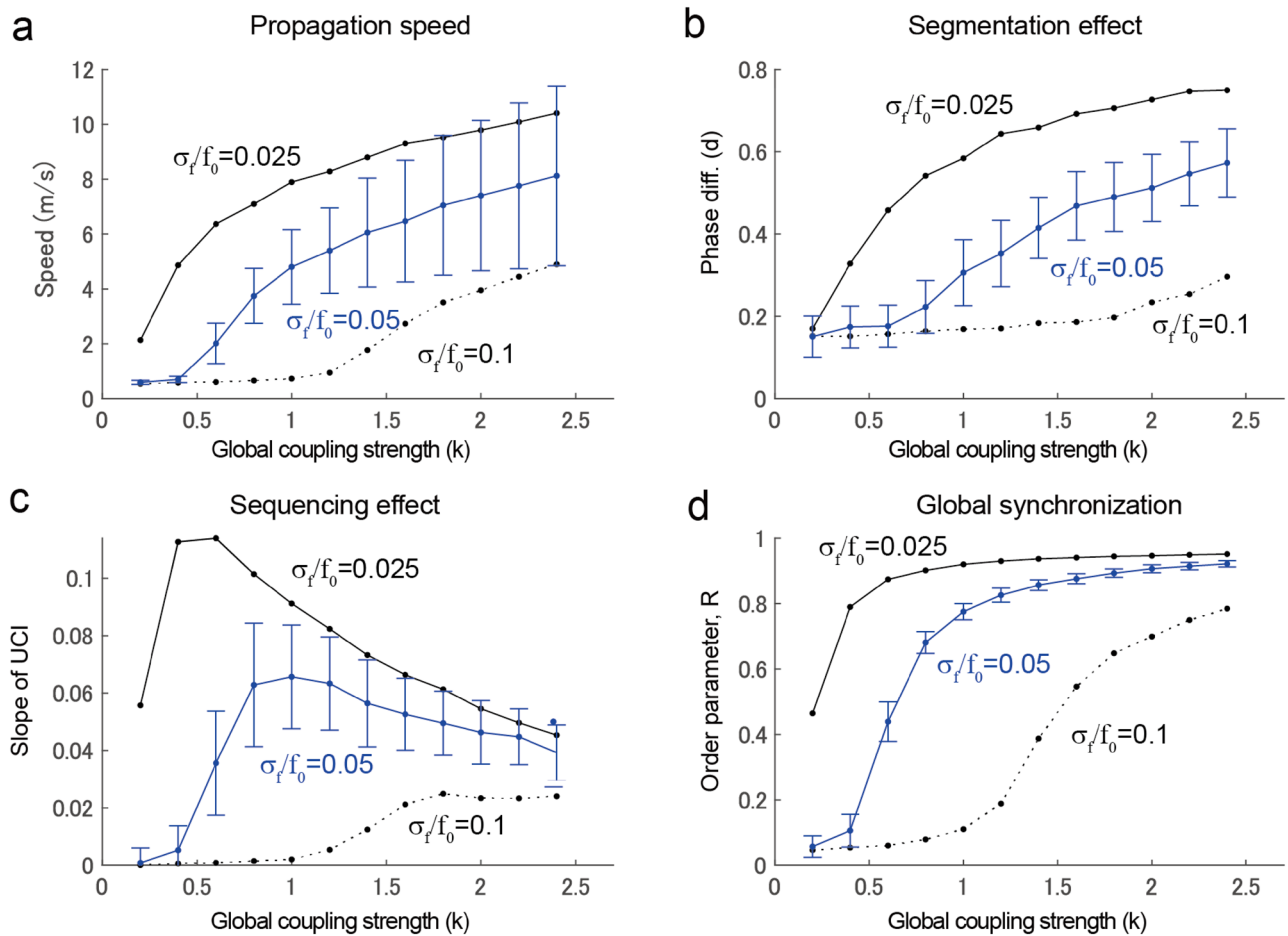 a
Propagation speed
12
10
8
6
4
2
0
Speed (m/s)
σf/f0=0.025
σf/f0=0.05
σf/f0=0.1
0
0.5
1
1.5
2
2.5
Global coupling strength (k)
b
Segmentation effect
0.8
0.6
0.4
0.2
0
Phase diff. (d)
σf/f0=0.025
σf/f0=0.05
σf/f0=0.1
0
0.5
1
1.5
2
2.5
Global coupling strength (k)
c
Sequencing effect
0.1
0.08
0.06
0.04
0.02
0
Slope of UCI
σf/f0=0.025
σf/f0=0.05
σf/f0=0.1
0
0.5
1
1.5
2
2.5
Global coupling strength (k)
d
Global synchronization
1
0.8
0.6
0.4
0.2
0
Order parameter, R
σf/f0=0.025
σf/f0=0.05
σf/f0=0.1
0
0.5
1
1.5
2
2.5
Global coupling strength (k)